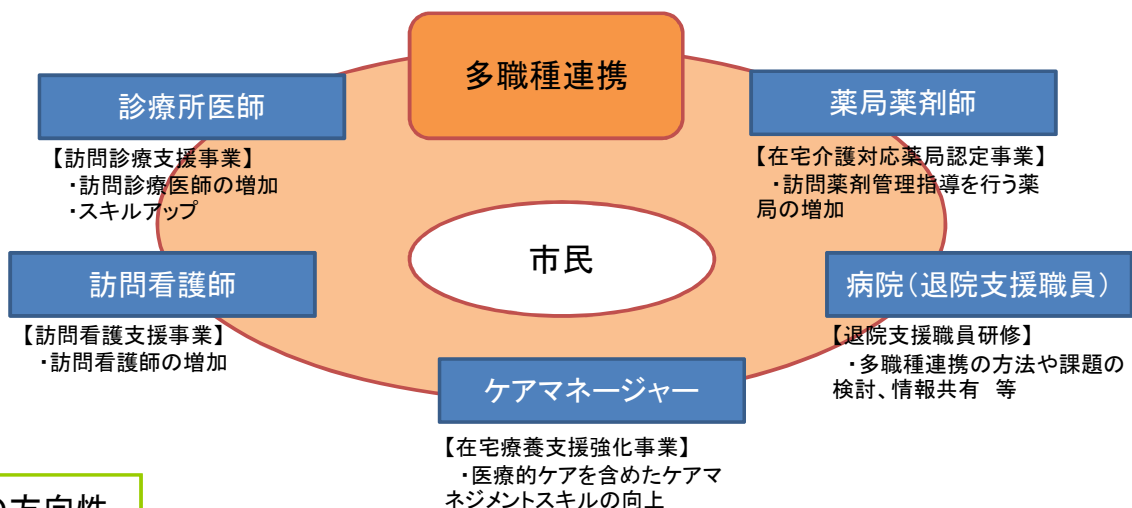 多職種連携
診療所医師
【訪問診療支援事業】
・訪問診療医師の増加
・スキルアップ
薬局薬剤師
【在宅介護対応薬局認定事業】
・訪問薬剤管理指導を行う薬
局の増加
市民
訪問看護師
【訪問看護支援事業】
・訪問看護師の増加
病院（退院支援職員）
【退院支援職員研修】
・多職種連携の方法や課題の
検討、情報共有　等
ケアマネージャー
【在宅療養支援強化事業】
・医療的ケアを含めたケアマ
ネジメントスキルの向上
の方向性